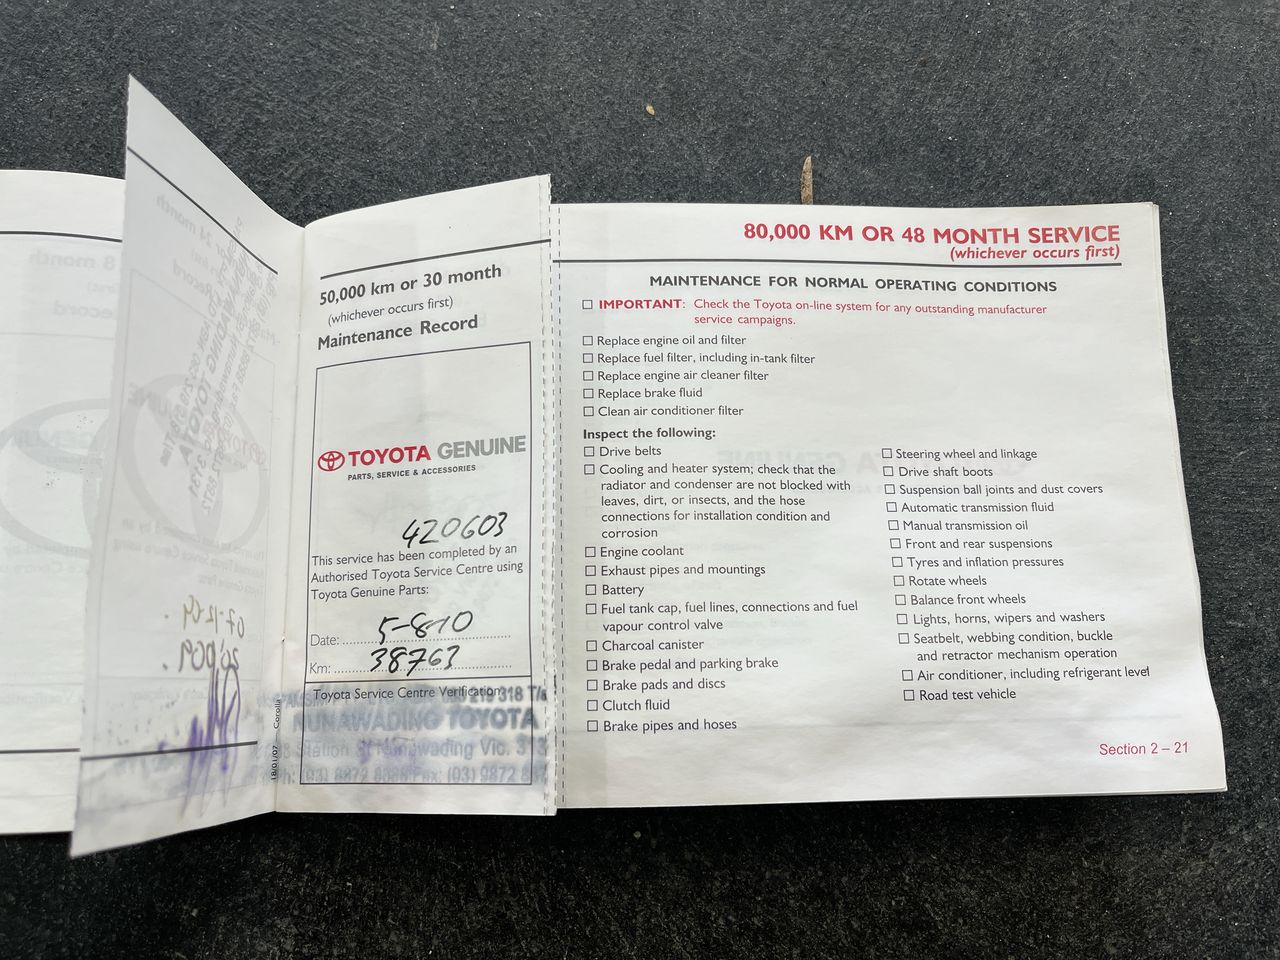 50,000 km or 30 month
(whichever occurs first)
Maintenance Record
TOYOTA GENUINE
PARTS, SERVICE & ACCESSORIES
420603
This service has been completed by an
Authorised Toyota Service Centre using
Toyota Genuine Parts:
Date: 5-8-10
Km: 38763
Toyota Service Centre Verification:
318 T/a
NUNAWADING TOYOTA
Station St Nunawading Vic. 313
Ph: (03) 9872 Fax: (03) 9872
18/01/07 Corolla
80,000 KM OR 48 MONTH SERVICE
(whichever occurs first)
MAINTENANCE FOR NORMAL OPERATING CONDITIONS
IMPORTANT: Check the Toyota on-line system for any outstanding manufacturer
service campaigns.
Replace engine oil and filter
Replace fuel filter, including in-tank filter
Replace engine air cleaner filter
Replace brake fluid
Clean air conditioner filter
Inspect the following:
Drive belts
Cooling and heater system; check that the
radiator and condenser are not blocked with
leaves, dirt, or insects, and the hose
connections for installation condition and
corrosion
Engine coolant
Exhaust pipes and mountings
Battery
Fuel tank cap, fuel lines, connections and fuel
vapour control valve
Charcoal canister
Brake pedal and parking brake
Brake pads and discs
Clutch fluid
Brake pipes and hoses
Steering wheel and linkage
Drive shaft boots
Suspension ball joints and dust covers
Automatic transmission fluid
Manual transmission oil
Front and rear suspensions
Tyres and inflation pressures
Rotate wheels
Balance front wheels
Lights, horns, wipers and washers
Seatbelt, webbing condition, buckle
and retractor mechanism operation
Air conditioner, including refrigerant level
Road test vehicle
Section 2 – 21